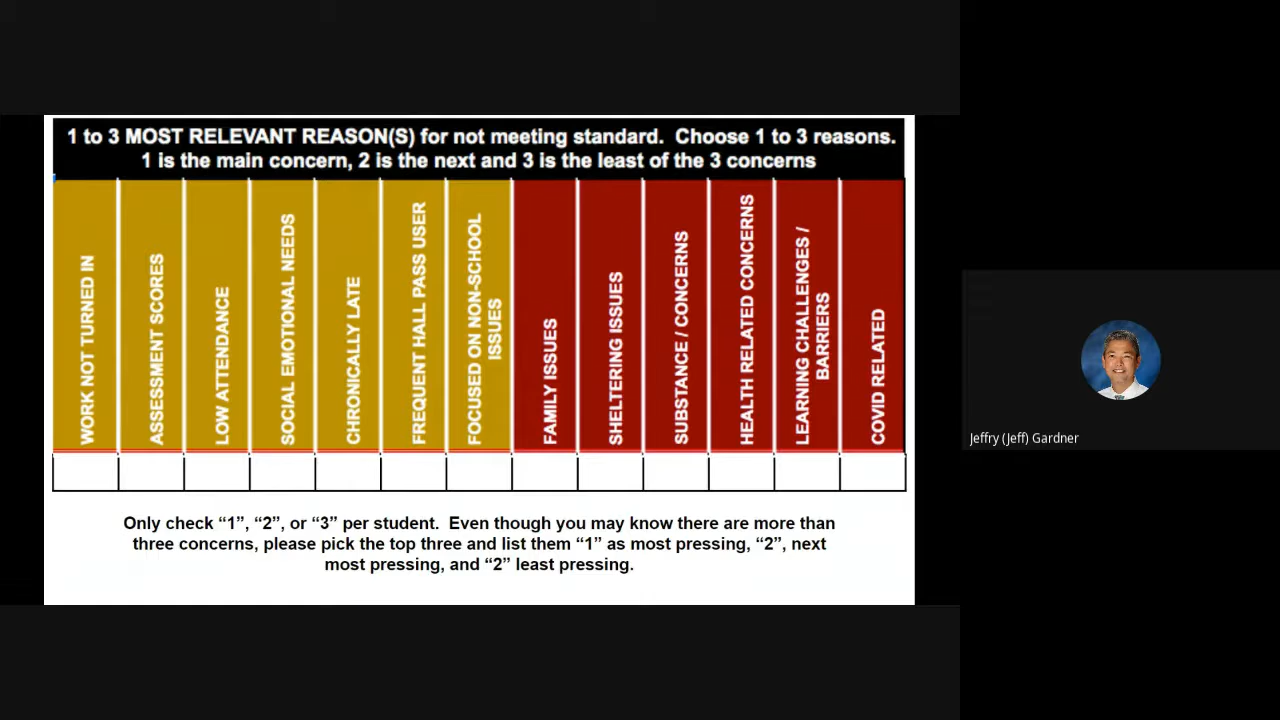 1 to 3 MOST RELEVANT REASON(S) for not meeting standard.  Choose 1 to 3 reasons.
1 is the main concern, 2 is the next and 3 is the least of the 3 concerns
WORK NOT TURNED IN
ASSESSMENT SCORES
LOW ATTENDANCE
SOCIAL EMOTIONAL NEEDS
CHRONICALLY LATE
FREQUENT HALL PASS USER
FOCUSED ON NON-SCHOOL
ISSUES
FAMILY ISSUES
SHELTERING ISSUES
SUBSTANCE / CONCERNS
HEALTH RELATED CONCERNS
LEARNING CHALLENGES /
BARRIERS
COVID RELATED
Only check “1”, “2”, or “3” per student.  Even though you may know there are more than
three concerns, please pick the top three and list them “1” as most pressing, “2”, next
most pressing, and “2” least pressing.
Jeffry (Jeff) Gardner